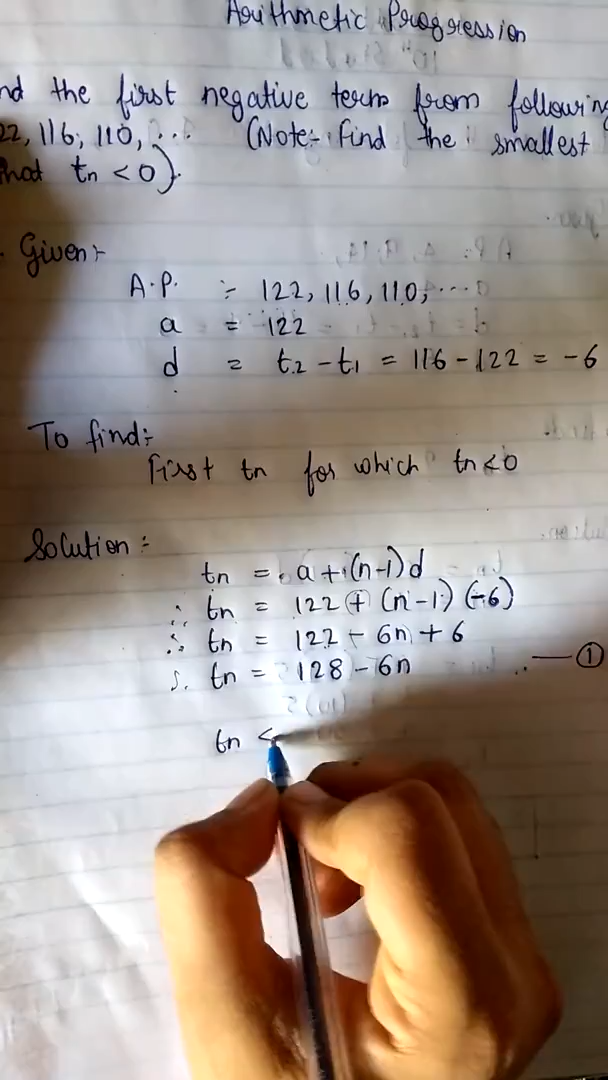 Arithmetic Progression
nd the first negative term from following
22, 116, 110, ... (Note:- find the smallest
that tn < 0).
Given:-
A.P. :- 122, 116, 110, ...
a = 122
d = t2 - t1 = 116 - 122 = -6
To find:-
First tn for which tn < 0
Solution :-
tn = a + (n-1)d
∴ tn = 122 + (n-1) (-6)
∴ tn = 122 - 6n + 6
∴ tn = 128 - 6n ..—①
tn <